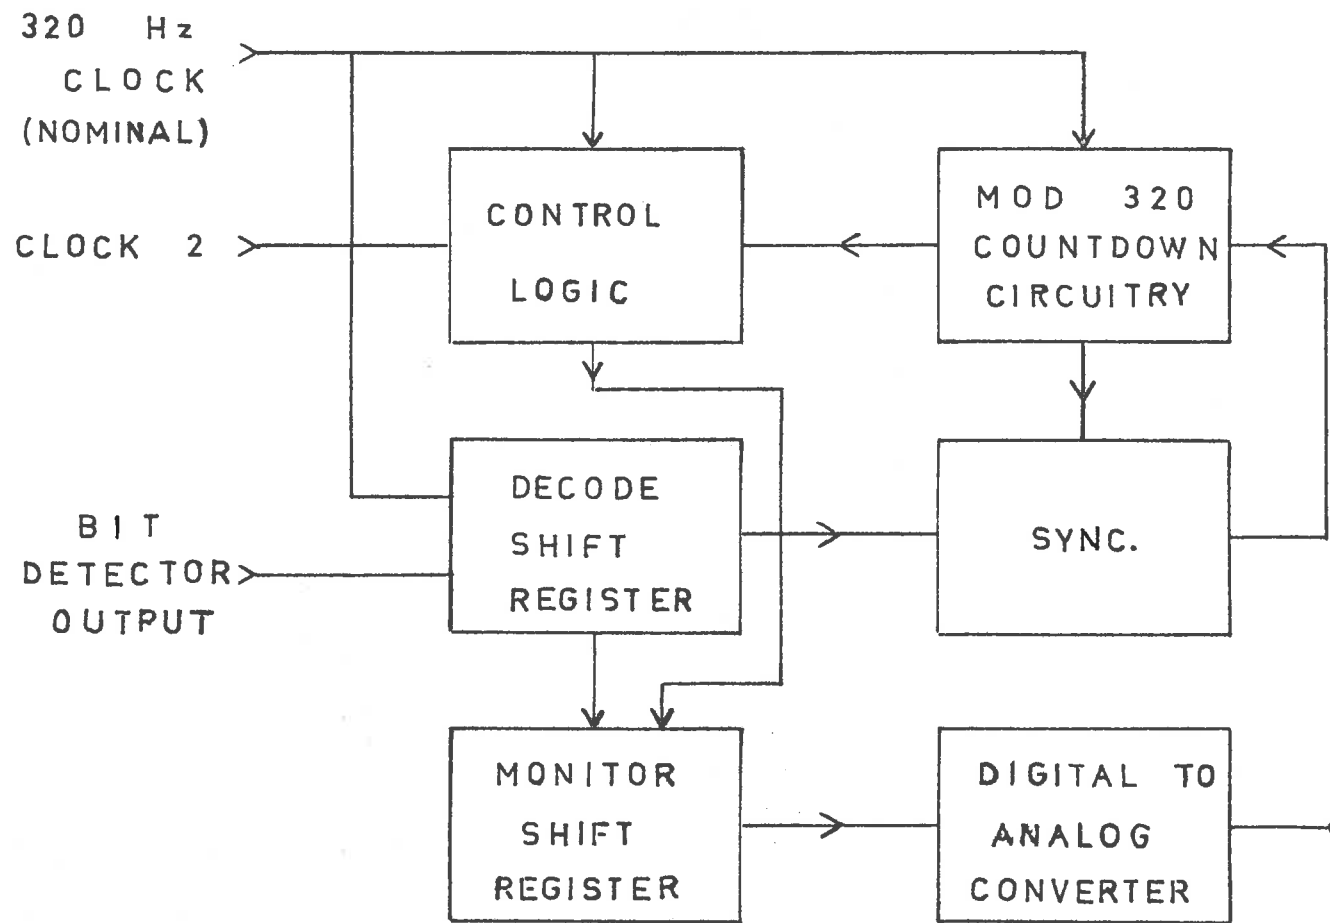 320 Hz
CLOCK
(NOMINAL)
CLOCK 2
CONTROL
LOGIC
MOD 320
COUNTDOWN
CIRCUITRY
BIT
DETECTOR
OUTPUT
DECODE
SHIFT
REGISTER
SYNC.
MONITOR
SHIFT
REGISTER
DIGITAL TO
ANALOG
CONVERTER